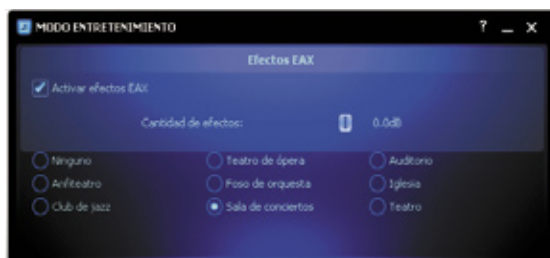 MODO ENTRETENIMIENTO ? _ X
Efectos EAX
Activar efectos EAX
Cantidad de efectos: 0.0dB
Ninguno Teatro de ópera Auditorio
Anfiteatro Foso de orquesta Iglesia
Club de jazz Sala de conciertos Teatro